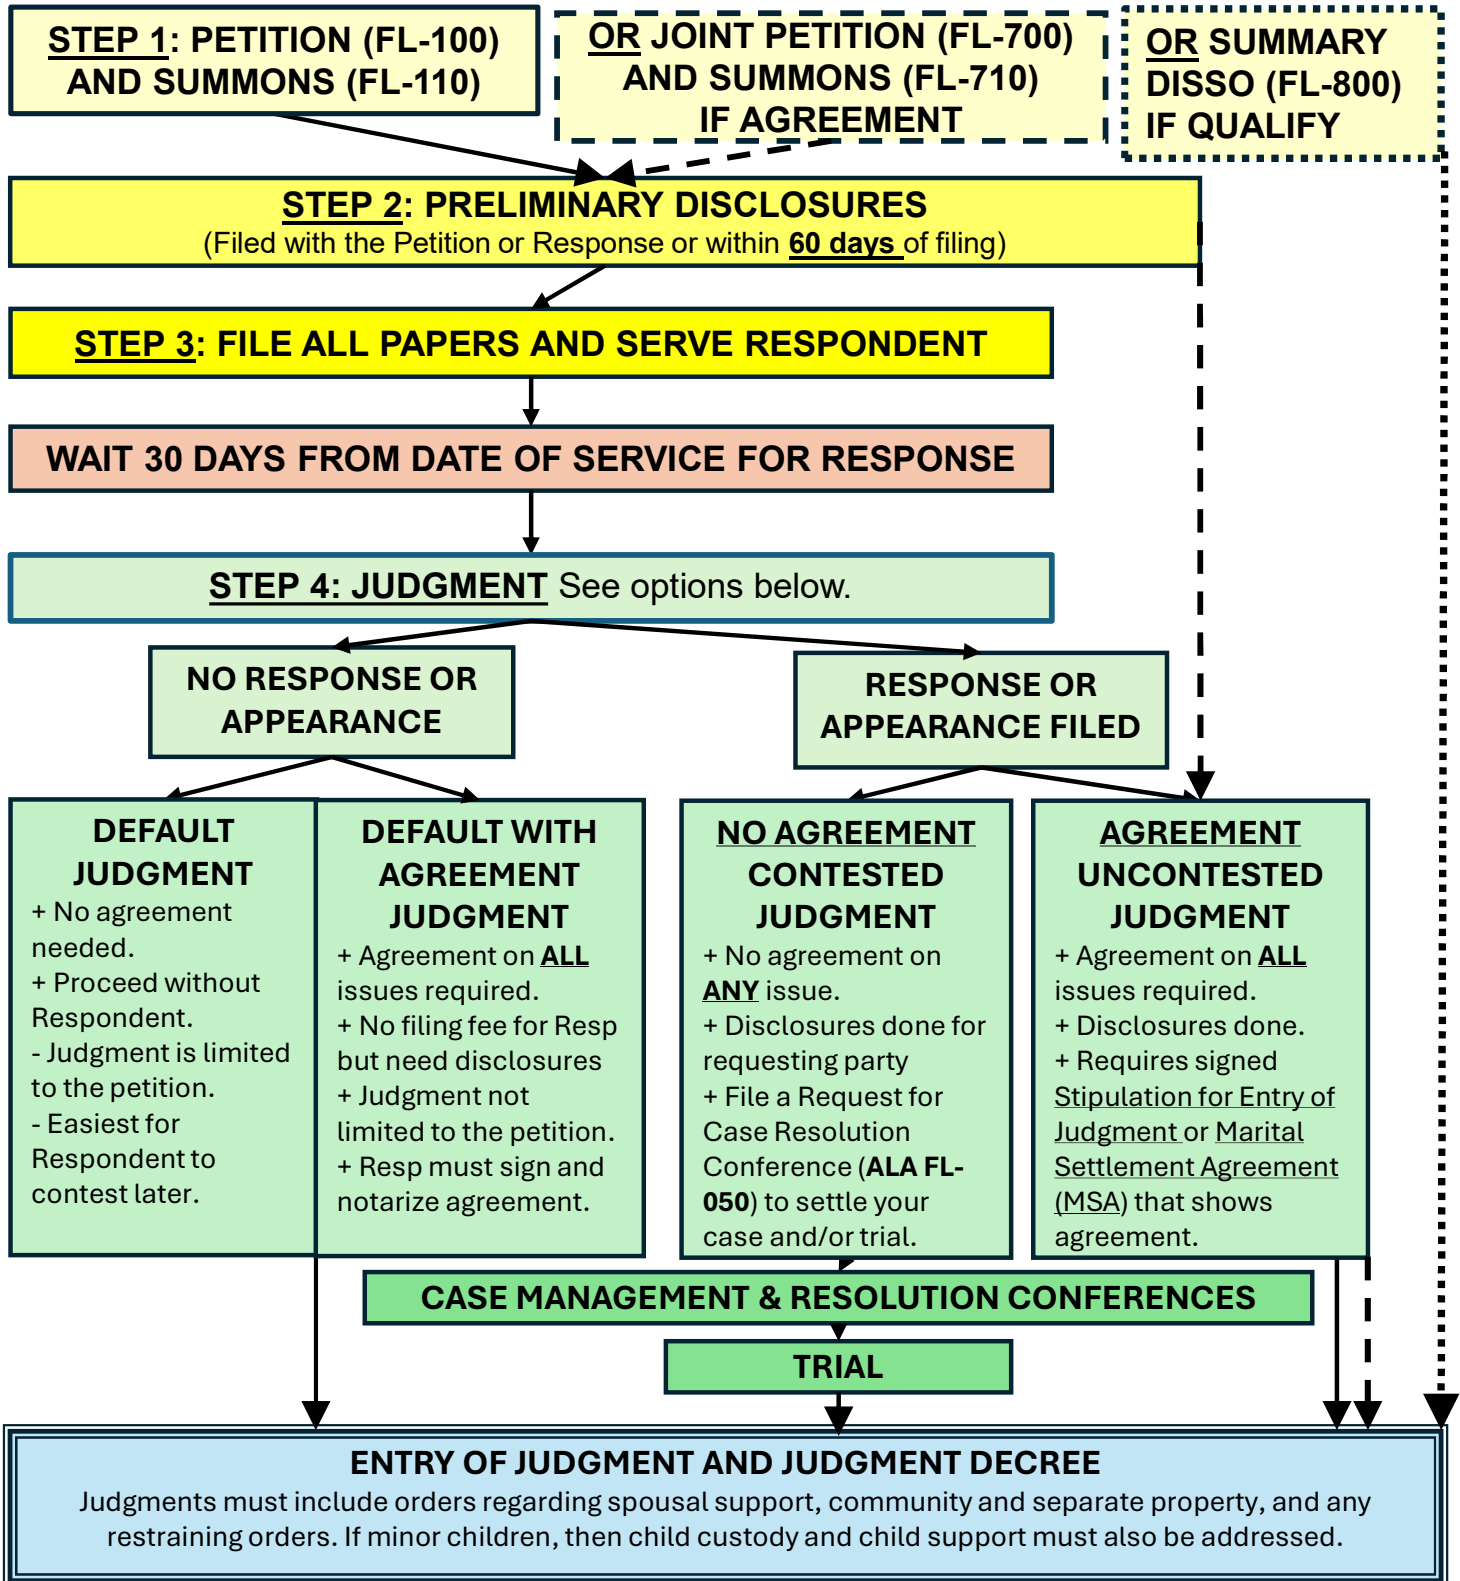 STEP 1: PETITION (FL-100)
AND SUMMONS (FL-110)
OR JOINT PETITION (FL-700)
AND SUMMONS (FL-710)
IF AGREEMENT
OR SUMMARY
DISSO (FL-800)
IF QUALIFY
STEP 2: PRELIMINARY DISCLOSURES
(Filed with the Petition or Response or within 60 days of filing)
STEP 3: FILE ALL PAPERS AND SERVE RESPONDENT
WAIT 30 DAYS FROM DATE OF SERVICE FOR RESPONSE
STEP 4: JUDGMENT See options below.
NO RESPONSE OR
APPEARANCE
RESPONSE OR
APPEARANCE FILED
DEFAULT
JUDGMENT
+ No agreement
needed.
+ Proceed without
Respondent.
- Judgment is limited
to the petition.
- Easiest for
Respondent to
contest later.
DEFAULT WITH
AGREEMENT
JUDGMENT
+ Agreement on ALL
issues required.
+ No filing fee for Resp
but need disclosures
+ Judgment not
limited to the petition.
+ Resp must sign and
notarize agreement.
NO AGREEMENT
CONTESTED
JUDGMENT
+ No agreement on
ANY issue.
+ Disclosures done for
requesting party
+ File a Request for
Case Resolution
Conference (ALA FL-
050) to settle your
case and/or trial.
AGREEMENT
UNCONTESTED
JUDGMENT
+ Agreement on ALL
issues required.
+ Disclosures done.
+ Requires signed
Stipulation for Entry of
Judgment or Marital
Settlement Agreement
(MSA) that shows
agreement.
CASE MANAGEMENT & RESOLUTION CONFERENCES
TRIAL
ENTRY OF JUDGMENT AND JUDGMENT DECREE
Judgments must include orders regarding spousal support, community and separate property, and any
restraining orders. If minor children, then child custody and child support must also be addressed.